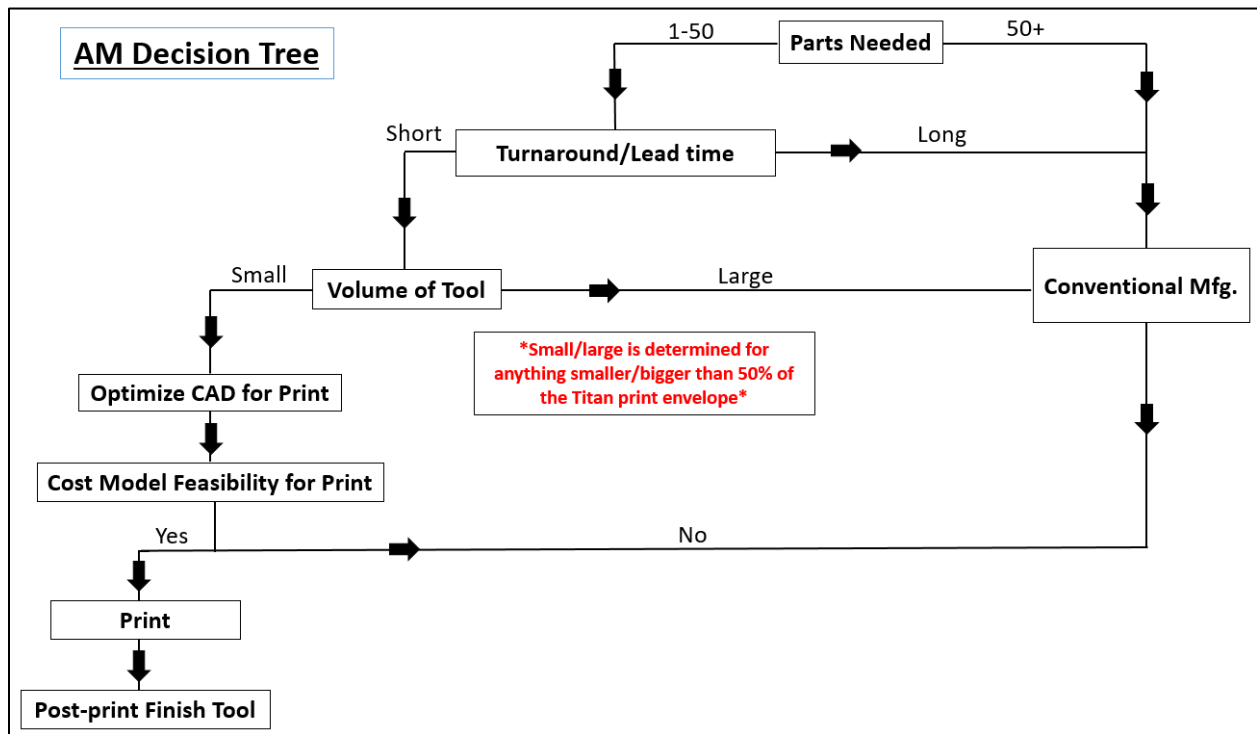 AM Decision Tree
1-50
Parts Needed
50+
Short
Turnaround/Lead time
Long
Small
Volume of Tool
Large
Conventional Mfg.
*Small/large is determined for
anything smaller/bigger than 50% of
the Titan print envelope*
Optimize CAD for Print
Cost Model Feasibility for Print
Yes
No
Print
Post-print Finish Tool